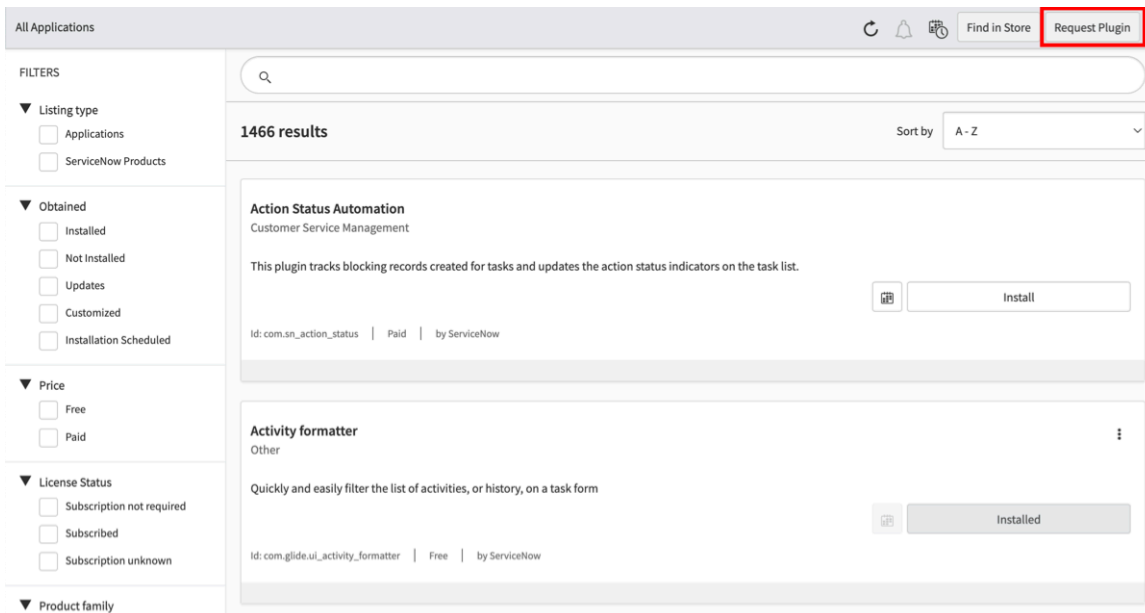 All Applications
Find in Store
Request Plugin
FILTERS
Listing type
Applications
ServiceNow Products
Obtained
Installed
Not Installed
Updates
Customized
Installation Scheduled
Price
Free
Paid
License Status
Subscription not required
Subscribed
Subscription unknown
Product family
1466 results
Sort by A - Z
Action Status Automation
Customer Service Management
This plugin tracks blocking records created for tasks and updates the action status indicators on the task list.
Install
Id: com.sn_action_status | Paid | by ServiceNow
Activity formatter
Other
Quickly and easily filter the list of activities, or history, on a task form
Installed
Id: com.glide.ui_activity_formatter | Free | by ServiceNow